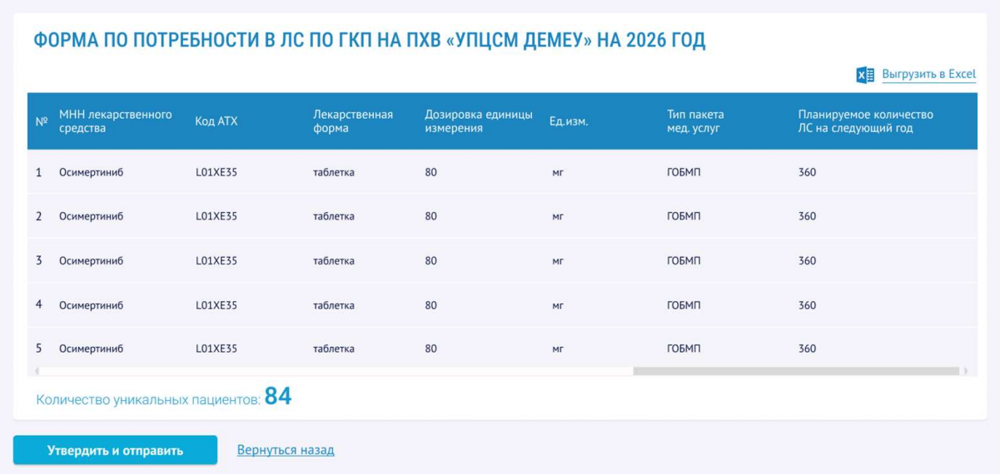 ФОРМА ПО ПОТРЕБНОСТИ В ЛС ПО ГКП НА ПХВ «УПЦСМ ДЕМЕУ» НА 2026 ГОД
Выгрузить в Excel
№ МНН лекарственного средства Код АТХ Лекарственная форма Дозировка единицы измерения Ед.изм. Тип пакета мед. услуг Планируемое количество ЛС на следующий год
1 Осимертиниб L01XE35 таблетка 80 мг ГОБМП 360
2 Осимертиниб L01XE35 таблетка 80 мг ГОБМП 360
3 Осимертиниб L01XE35 таблетка 80 мг ГОБМП 360
4 Осимертиниб L01XE35 таблетка 80 мг ГОБМП 360
5 Осимертиниб L01XE35 таблетка 80 мг ГОБМП 360
Количество уникальных пациентов: 84
Утвердить и отправить Вернуться назад